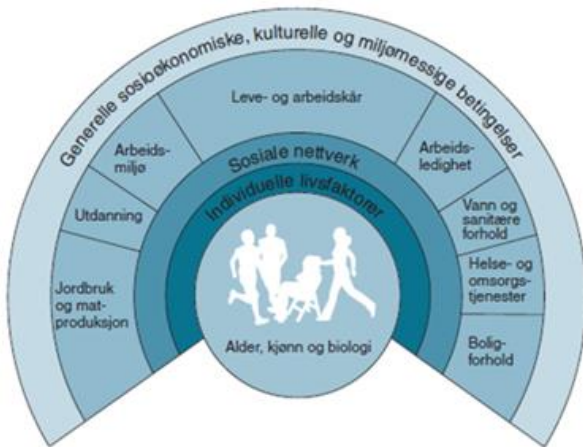 Generelle sosioøkonomiske, kulturelle og miljømessige betingelser
Leve- og arbeidskår
Arbeids-
miljø
Arbeids-
ledighet
Utdanning
Vann og
sanitære
forhold
Jordbruk
og mat-
produksjon
Helse- og
omsorgs-
tjenester
Bolig-
forhold
Sosiale nettverk
Individuelle livsfaktorer
Alder, kjønn og biologi